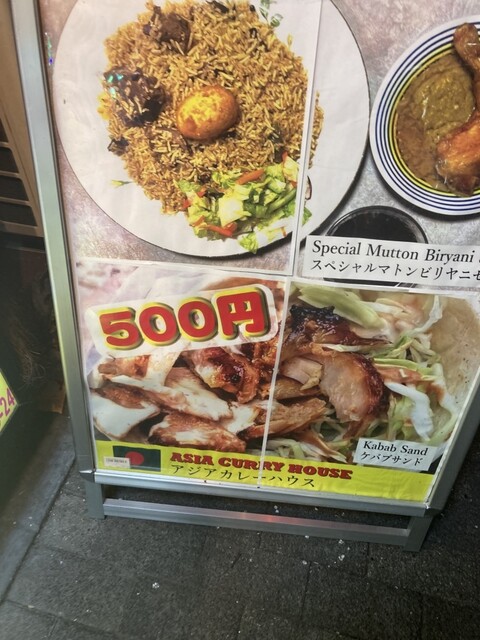 Special Mutton Biryani
スペシャルマトンビリヤニセ
500円
Kabab Sand
ケバブサンド
ASIA CURRY HOUSE
アジアカレーハウス